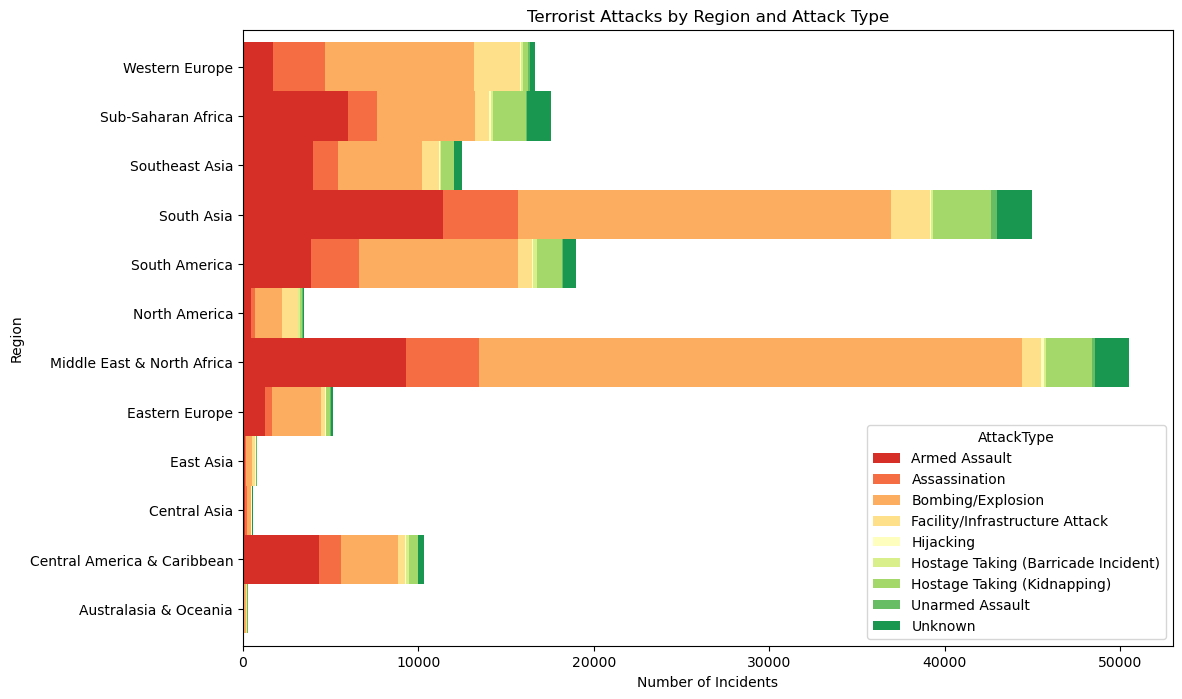 Terrorist Attacks by Region and Attack Type
Region
Western Europe
Sub-Saharan Africa
Southeast Asia
South Asia
South America
North America
Middle East & North Africa
Eastern Europe
East Asia
Central Asia
Central America & Caribbean
Australasia & Oceania
AttackType
Armed Assault
Assassination
Bombing/Explosion
Facility/Infrastructure Attack
Hijacking
Hostage Taking (Barricade Incident)
Hostage Taking (Kidnapping)
Unarmed Assault
Unknown
0 10000 20000 30000 40000 50000
Number of Incidents